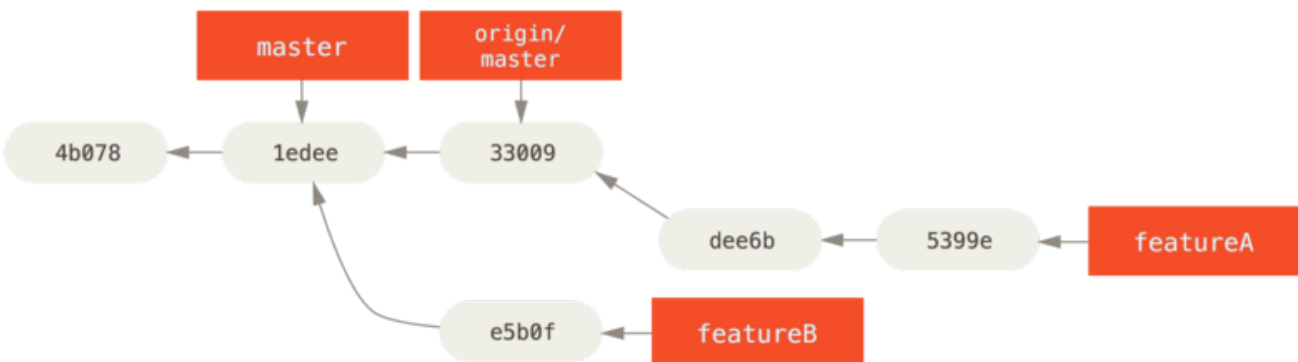 master
origin/
master
4b078
1edee
33009
dee6b
5399e
featureA
e5b0f
featureB